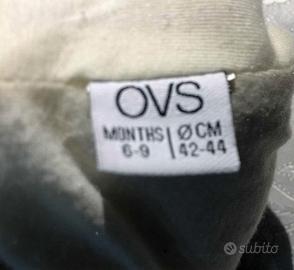 OVS
MONTHS | Ø CM
6-9 | 42-44
subito